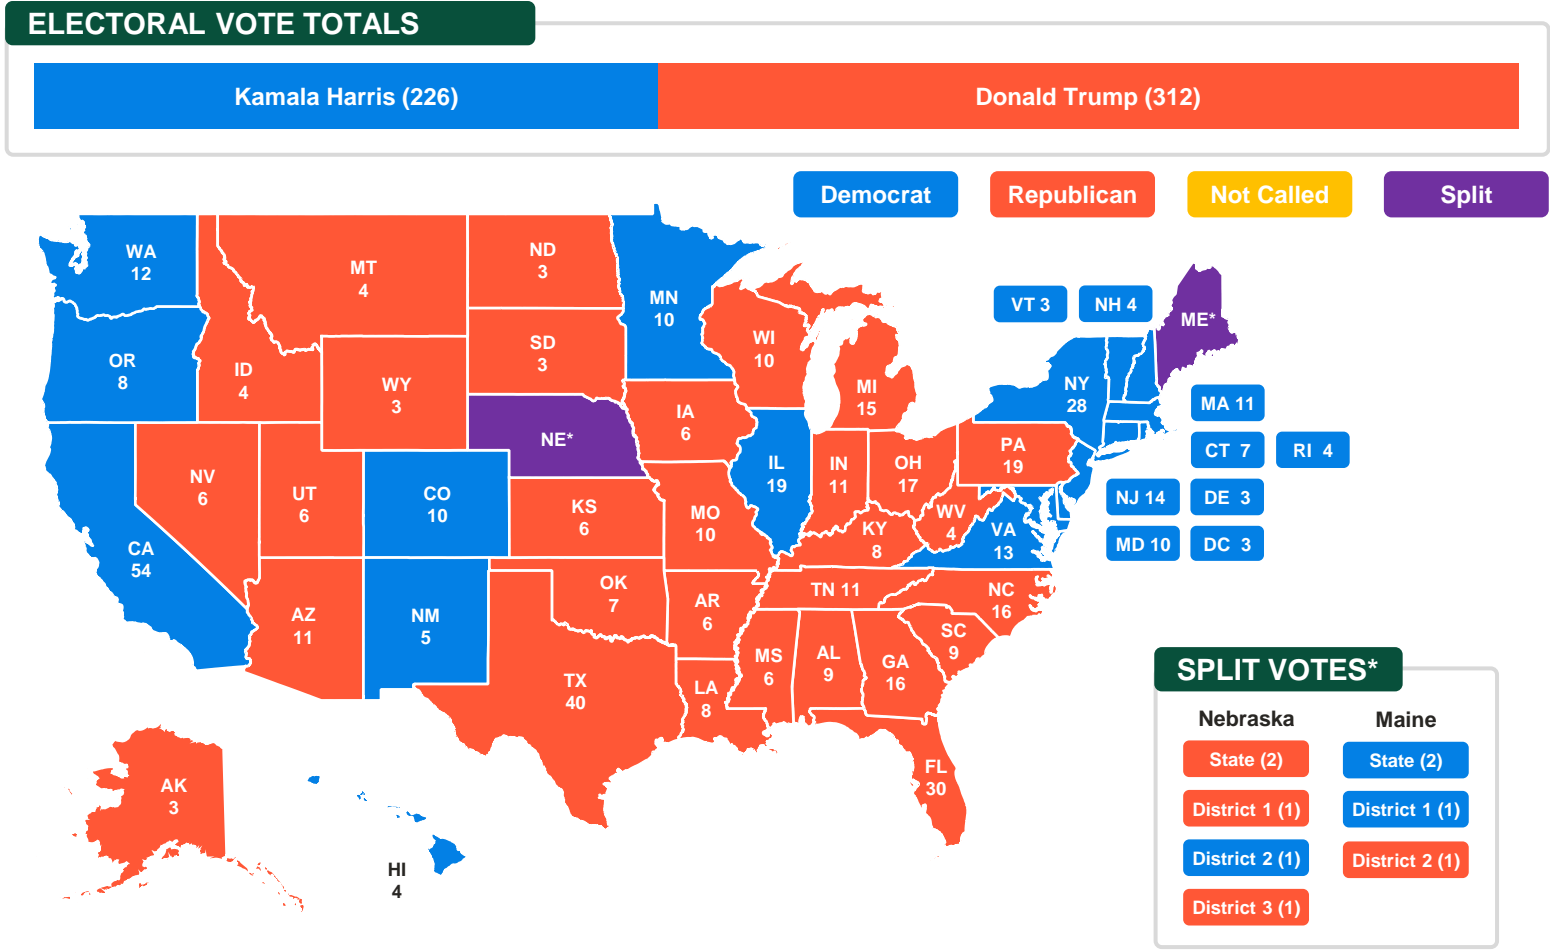 ELECTORAL VOTE TOTALS
Kamala Harris (226)
Donald Trump (312)
Democrat
Republican
Not Called
Split
WA
12
OR
8
CA
54
NV
6
ID
4
MT
4
WY
3
UT
6
AZ
11
CO
10
NM
5
ND
3
SD
3
NE*
KS
6
OK
7
TX
40
MN
10
IA
6
MO
10
AR
6
LA
8
WI
10
IL
19
MI
15
IN
11
OH
17
KY
8
TN 11
MS
6
AL
9
GA
16
FL
30
SC
9
NC
16
VA
13
WV
4
PA
19
NY
28
VT 3
NH 4
ME*
MA 11
CT 7
RI 4
NJ 14
DE 3
MD 10
DC 3
AK
3
HI
4
SPLIT VOTES*
Nebraska
State (2)
District 1 (1)
District 2 (1)
District 3 (1)
Maine
State (2)
District 1 (1)
District 2 (1)